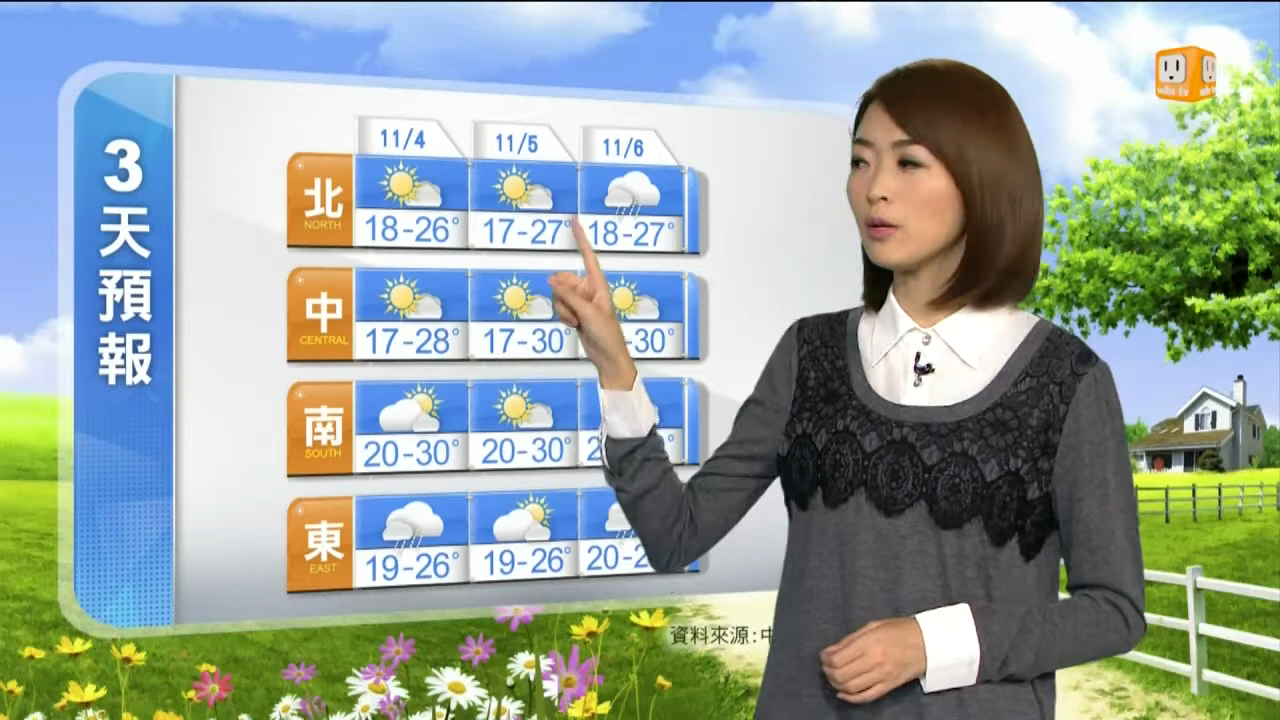 3天預報
11/4 11/5 11/6
北 NORTH 18-26° 17-27° 18-27°
中 CENTRAL 17-28° 17-30° -30°
南 SOUTH 20-30° 20-30°
東 EAST 19-26° 19-26° 20-2
資料來源:中
udn tv